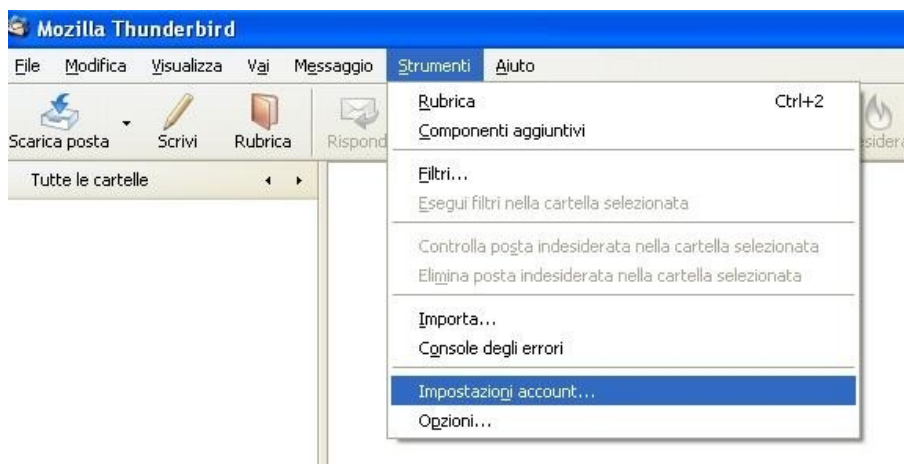 Mozilla Thunderbird
File Modifica Visualizza Vai Messaggio Strumenti Aiuto
Scarica posta Scrivi Rubrica Rispond
Tutte le cartelle
Rubrica Ctrl+2
Componenti aggiuntivi
Filtri...
Esegui filtri nella cartella selezionata
Controlla posta indesiderata nella cartella selezionata
Elimina posta indesiderata nella cartella selezionata
Importa...
Console degli errori
Impostazioni account...
Opzioni...